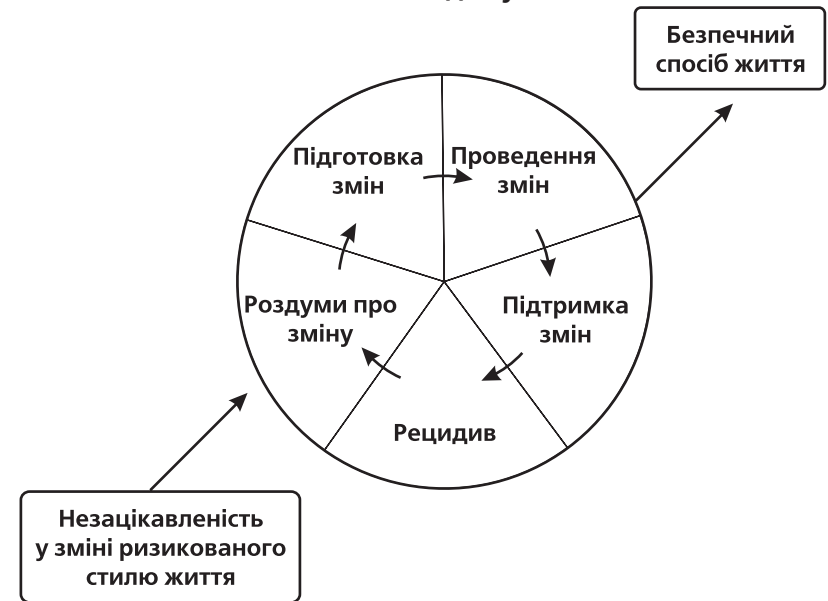 Безпечний
спосіб життя
Підготовка
змін
Проведення
змін
Роздуми про
зміну
Підтримка
змін
Рецидив
Незацікавленість
у зміні ризикованого
стилю життя